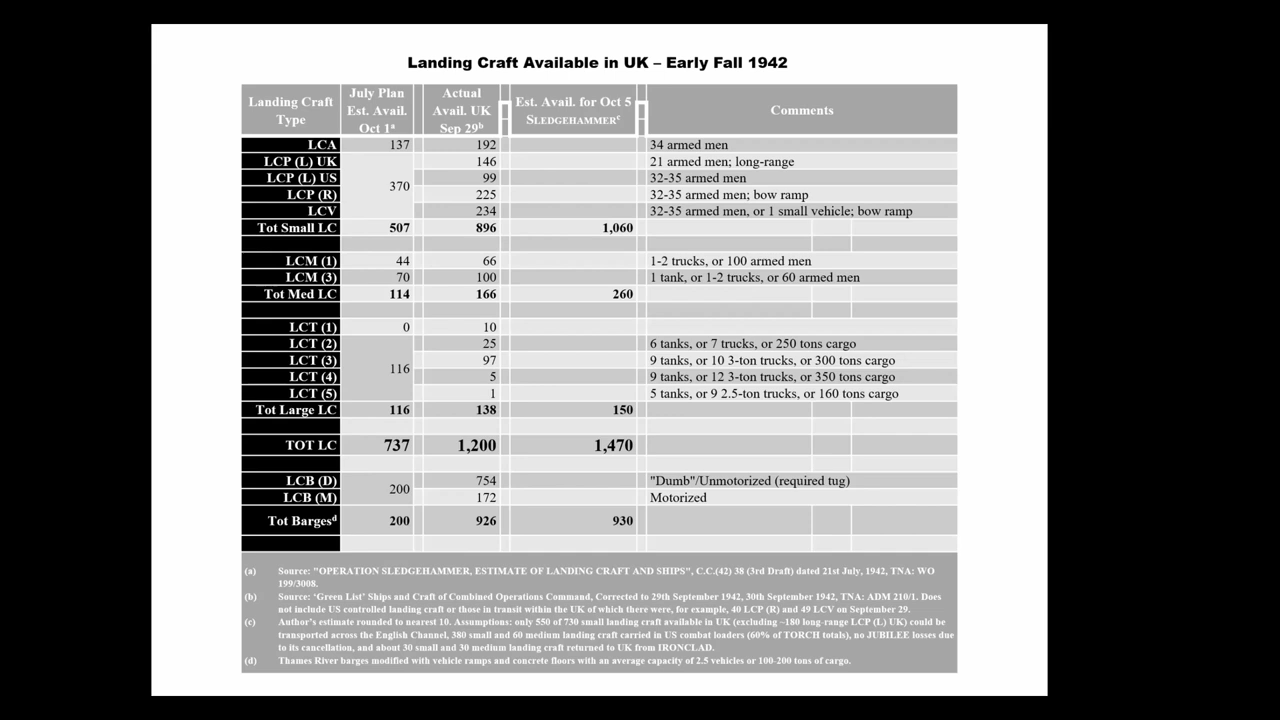 Landing Craft Available in UK – Early Fall 1942
Landing Craft Type July Plan Est. Avail. Oct 1a Actual Avail. UK Sep 29b Est. Avail. for Oct 5 SLEDGEHAMMERc Comments
LCA 137 192 34 armed men
LCP (L) UK 146 21 armed men; long-range
LCP (L) US 370 99 32-35 armed men
LCP (R) 225 32-35 armed men; bow ramp
LCV 234 32-35 armed men, or 1 small vehicle; bow ramp
Tot Small LC 507 896 1,060
LCM (1) 44 66 1-2 trucks, or 100 armed men
LCM (3) 70 100 1 tank, or 1-2 trucks, or 60 armed men
Tot Med LC 114 166 260
LCT (1) 0 10
LCT (2) 25 6 tanks, or 7 trucks, or 250 tons cargo
LCT (3) 116 97 9 tanks, or 10 3-ton trucks, or 300 tons cargo
LCT (4) 5 9 tanks, or 12 3-ton trucks, or 350 tons cargo
LCT (5) 1 5 tanks, or 9 2.5-ton trucks, or 160 tons cargo
Tot Large LC 116 138 150
TOT LC 737 1,200 1,470
LCB (D) 200 754 "Dumb"/Unmotorized (required tug)
LCB (M) 172 Motorized
Tot Bargesd 200 926 930
(a) Source: "OPERATION SLEDGEHAMMER, ESTIMATE OF LANDING CRAFT AND SHIPS", C.C.(42) 38 (3rd Draft) dated 21st July, 1942, TNA: WO
199/3008.
(b) Source: ‘Green List’ Ships and Craft of Combined Operations Command, Corrected to 29th September 1942, 30th September 1942, TNA: ADM 210/1. Does
not include US controlled landing craft or those in transit within the UK of which there were, for example, 40 LCP (R) and 49 LCV on September 29.
(c) Author’s estimate rounded to nearest 10. Assumptions: only 550 of 730 small landing craft available in UK (excluding ~180 long-range LCP (L) UK) could be
transported across the English Channel, 380 small and 60 medium landing craft carried in US combat loaders (60% of TORCH totals), no JUBILEE losses due
to its cancellation, and about 30 small and 30 medium landing craft returned to UK from IRONCLAD.
(d) Thames River barges modified with vehicle ramps and concrete floors with an average capacity of 2.5 vehicles or 100-200 tons of cargo.